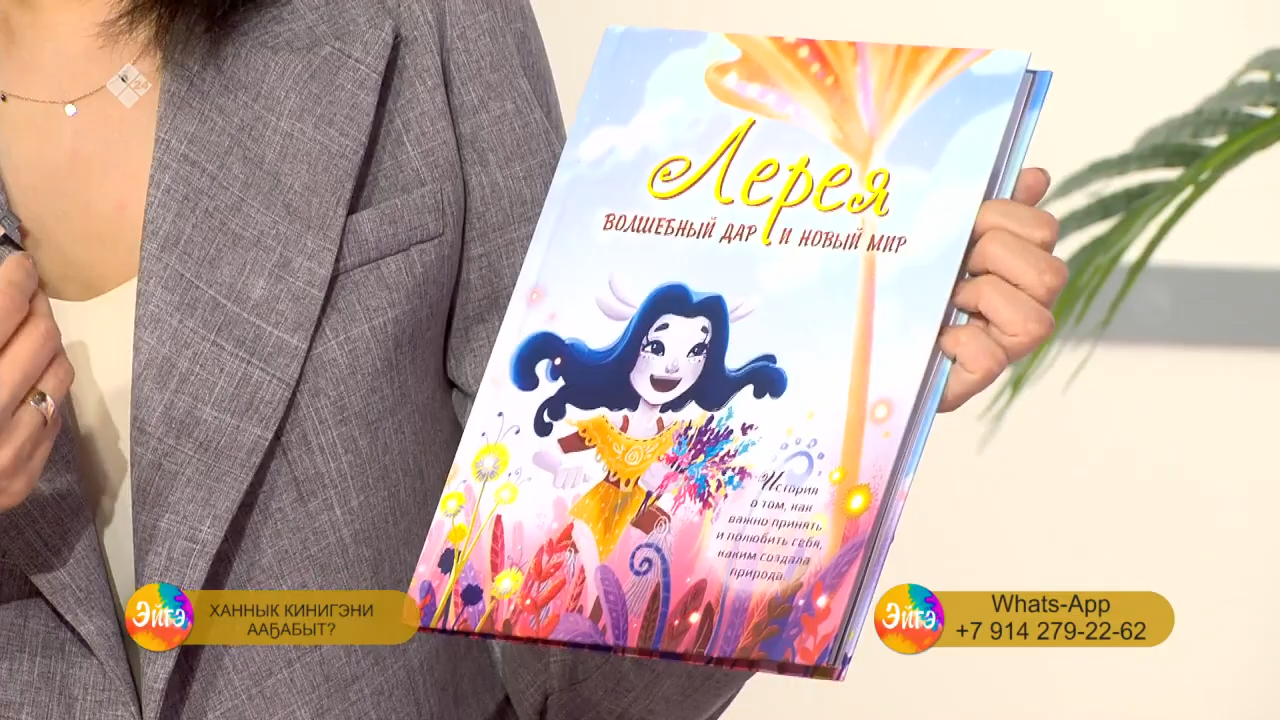 Лерея
ВОЛШЕБНЫЙ ДАР И НОВЫЙ МИР
История
о том, как
важно принять
и полюбить себя,
каким создала
природа.
Эйгэ
ХАННЫК КИНИГЭНИ
ААҔАБЫТ?
Эйгэ
Whats-App
+7 914 279-22-62
24